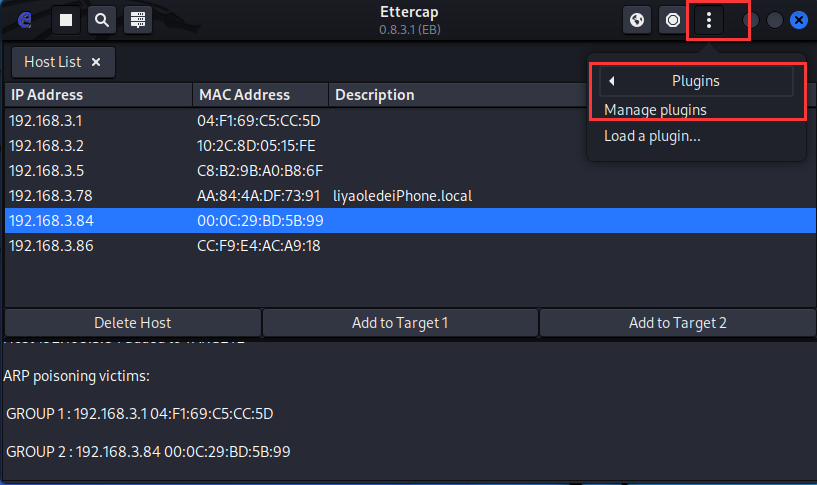 Ettercap
0.8.3.1 (EB)
Host List
Plugins
Manage plugins
Load a plugin...
IP Address MAC Address Description
192.168.3.1 04:F1:69:C5:CC:5D
192.168.3.2 10:2C:8D:05:15:FE
192.168.3.5 C8:B2:9B:A0:B8:6F
192.168.3.78 AA:84:4A:DF:73:91 liyaoledeiPhone.local
192.168.3.84 00:0C:29:BD:5B:99
192.168.3.86 CC:F9:E4:AC:A9:18
Delete Host Add to Target 1 Add to Target 2
ARP poisoning victims:
GROUP 1 : 192.168.3.1 04:F1:69:C5:CC:5D
GROUP 2 : 192.168.3.84 00:0C:29:BD:5B:99